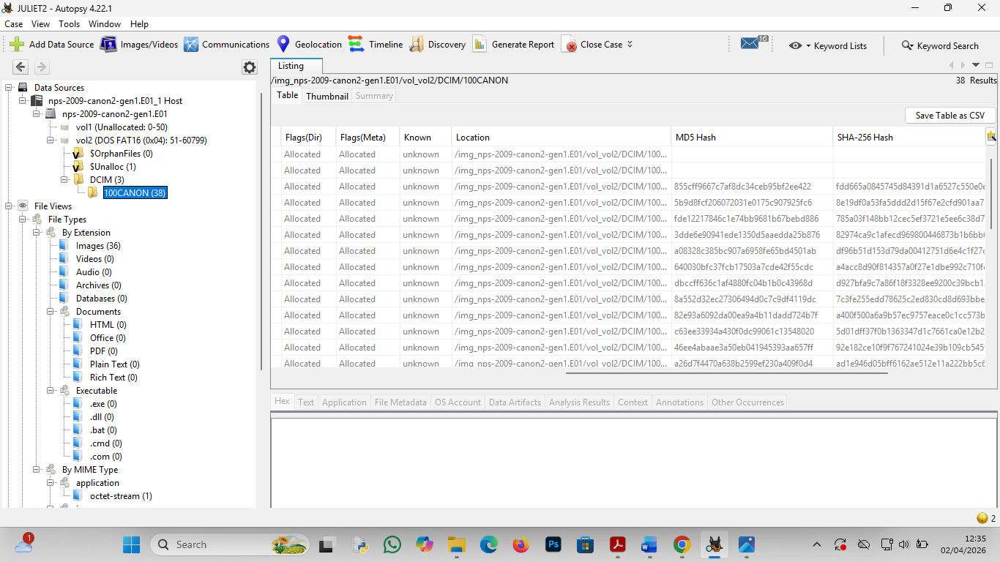 JULIET2 - Autopsy 4.22.1
Case View Tools Window Help
Add Data Source Images/Videos Communications Geolocation Timeline Discovery Generate Report Close Case 16 Keyword Lists Keyword Search
Listing
/img_nps-2009-canon2-gen1.E01/vol_vol2/DCIM/100CANON 38 Results
Table Thumbnail Summary
Save Table as CSV
Data Sources
nps-2009-canon2-gen1.E01_1 Host
nps-2009-canon2-gen1.E01
vol1 (Unallocated: 0-50)
vol2 (DOS FAT16 (0x04): 51-60799)
$OrphanFiles (0)
$Unalloc (1)
DCIM (3)
100CANON (38)
File Views
File Types
By Extension
Images (36)
Videos (0)
Audio (0)
Archives (0)
Databases (0)
Documents
HTML (0)
Office (0)
PDF (0)
Plain Text (0)
Rich Text (0)
Executable
.exe (0)
.dll (0)
.bat (0)
.cmd (0)
.com (0)
By MIME Type
application
octet-stream (1)
Flags(Dir) Flags(Meta) Known Location MD5 Hash SHA-256 Hash
Allocated Allocated unknown /img_nps-2009-canon2-gen1.E01/vol_vol2/DCIM/100...
Allocated Allocated unknown /img_nps-2009-canon2-gen1.E01/vol_vol2/DCIM/100...
Allocated Allocated unknown /img_nps-2009-canon2-gen1.E01/vol_vol2/DCIM/100... 855cff9667c7af8dc34ceb95bf2ee422 fdd665a0845745d84391d1a6527c550e0e
Allocated Allocated unknown /img_nps-2009-canon2-gen1.E01/vol_vol2/DCIM/100... 5b9d8fcf206072031e0175c907925fc6 8e19df0a53fa5ddd2d15f67e2cfd901aa7
Allocated Allocated unknown /img_nps-2009-canon2-gen1.E01/vol_vol2/DCIM/100... fde12217846c1e74bb9681b67bebd886 785a03f148bb12cec5ef3721e5ee6c38d7
Allocated Allocated unknown /img_nps-2009-canon2-gen1.E01/vol_vol2/DCIM/100... 3dde6e90941ede1350d5aaedda25b876 82974ca9c1afecd969800446873b1b6bb
Allocated Allocated unknown /img_nps-2009-canon2-gen1.E01/vol_vol2/DCIM/100... a08328c385bc907a6958fe65bd4501ab df96b51d153d79da00412751d6e4c1f27
Allocated Allocated unknown /img_nps-2009-canon2-gen1.E01/vol_vol2/DCIM/100... 640030bfc37fcb17503a7cde42f55cdc a4acc8d90f814357a0f27e1dbe992c710f
Allocated Allocated unknown /img_nps-2009-canon2-gen1.E01/vol_vol2/DCIM/100... dbccff636c1af4880fc04b1b0c43968d d927bfa9c7a86f18f3328ee9200c39bcb1
Allocated Allocated unknown /img_nps-2009-canon2-gen1.E01/vol_vol2/DCIM/100... 8a552d32ec27306494d0c7c9df4119dc 7c3fe255edd78625c2ed830cd8d693bbe
Allocated Allocated unknown /img_nps-2009-canon2-gen1.E01/vol_vol2/DCIM/100... 82e93a6092da00ea9a4b11dadd724b7f a400f500a6a9b57ec9757eace0c1cc573b
Allocated Allocated unknown /img_nps-2009-canon2-gen1.E01/vol_vol2/DCIM/100... c63ee33934a430f0dc99061c13548020 5d01dff37f0b1363347d1c7661ca0e12b2
Allocated Allocated unknown /img_nps-2009-canon2-gen1.E01/vol_vol2/DCIM/100... 46ee4abaae3a50eb041945393aa657ff 92e182ce10f9f767241024e39b109cb545
Allocated Allocated unknown /img_nps-2009-canon2-gen1.E01/vol_vol2/DCIM/100... a26d7f4470a638b2599ef230a409f0d4 ad1e946d05bff6162ae512e11a222bb5c6
Hex Text Application File Metadata OS Account Data Artifacts Analysis Results Context Annotations Other Occurrences
2
1
Search
Ps
12:35
02/04/2026